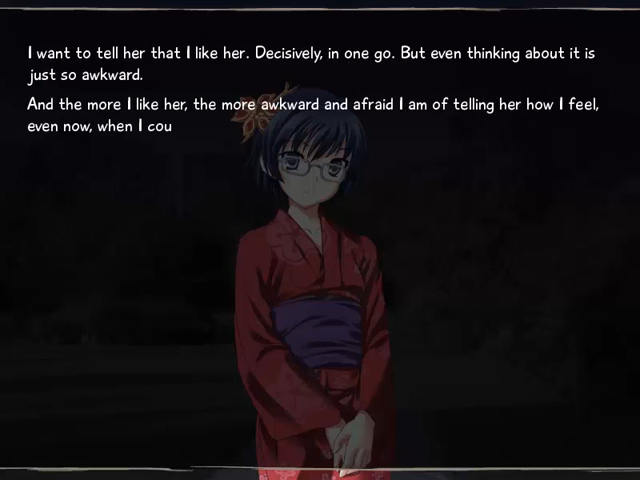 I want to tell her that I like her. Decisively, in one go. But even thinking about it is
just so awkward.
And the more I like her, the more awkward and afraid I am of telling her how I feel,
even now, when I cou